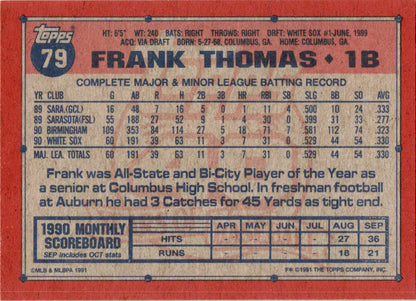 Topps
79
HT: 6'5" WT: 240 BATS: RIGHT THROWS: RIGHT DRFT: WHITE SOX #1-JUNE, 1989
ACQ: VIA DRAFT BORN: 5-27-68, COLUMBUS, GA. HOME: COLUMBUS, GA.
FRANK THOMAS • 1B
COMPLETE MAJOR & MINOR LEAGUE BATTING RECORD
YR CLUB G AB R H 2B 3B HR RBI SB SLG BB SO AVG
89 SARA.(GCL) 16 48 7 16 5 0 1 11 4 .500 10 24 .333
89 SARASOTA(FSL) 55 188 27 52 9 1 4 30 0 .399 31 33 .277
90 BIRMINGHAM 109 353 84 114 27 5 18 71 7 .581 112 74 .323
90 WHITE SOX 60 191 39 63 11 3 7 31 0 .529 44 54 .330
MAJ. LEA. TOTALS 60 191 39 63 11 3 7 31 0 .529 44 54 .330
Frank was All-State and Bi-City Player of the Year as
a senior at Columbus High School. In freshman football
at Auburn he had 3 Catches for 45 Yards as tight end.
1990 MONTHLY
SCOREBOARD
SEP includes OCT stats
APR MAY JUN JUL AUG SEP
HITS - - - - 27 36
RUNS - - - - 18 21
©MLB & MLBPA 1991
©1991 THE TOPPS COMPANY, INC.